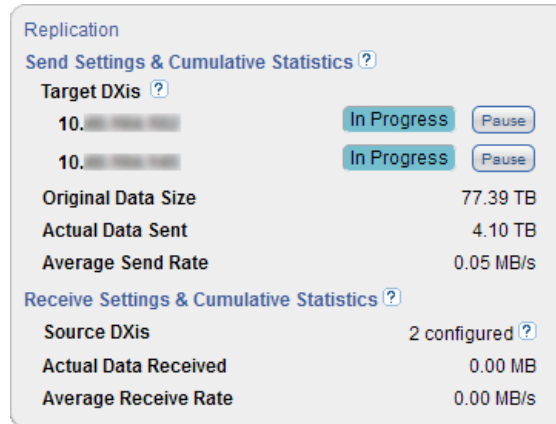 Replication
Send Settings & Cumulative Statistics ?
Target DXis ?
10. In Progress Pause
10. In Progress Pause
Original Data Size 77.39 TB
Actual Data Sent 4.10 TB
Average Send Rate 0.05 MB/s
Receive Settings & Cumulative Statistics ?
Source DXis 2 configured ?
Actual Data Received 0.00 MB
Average Receive Rate 0.00 MB/s